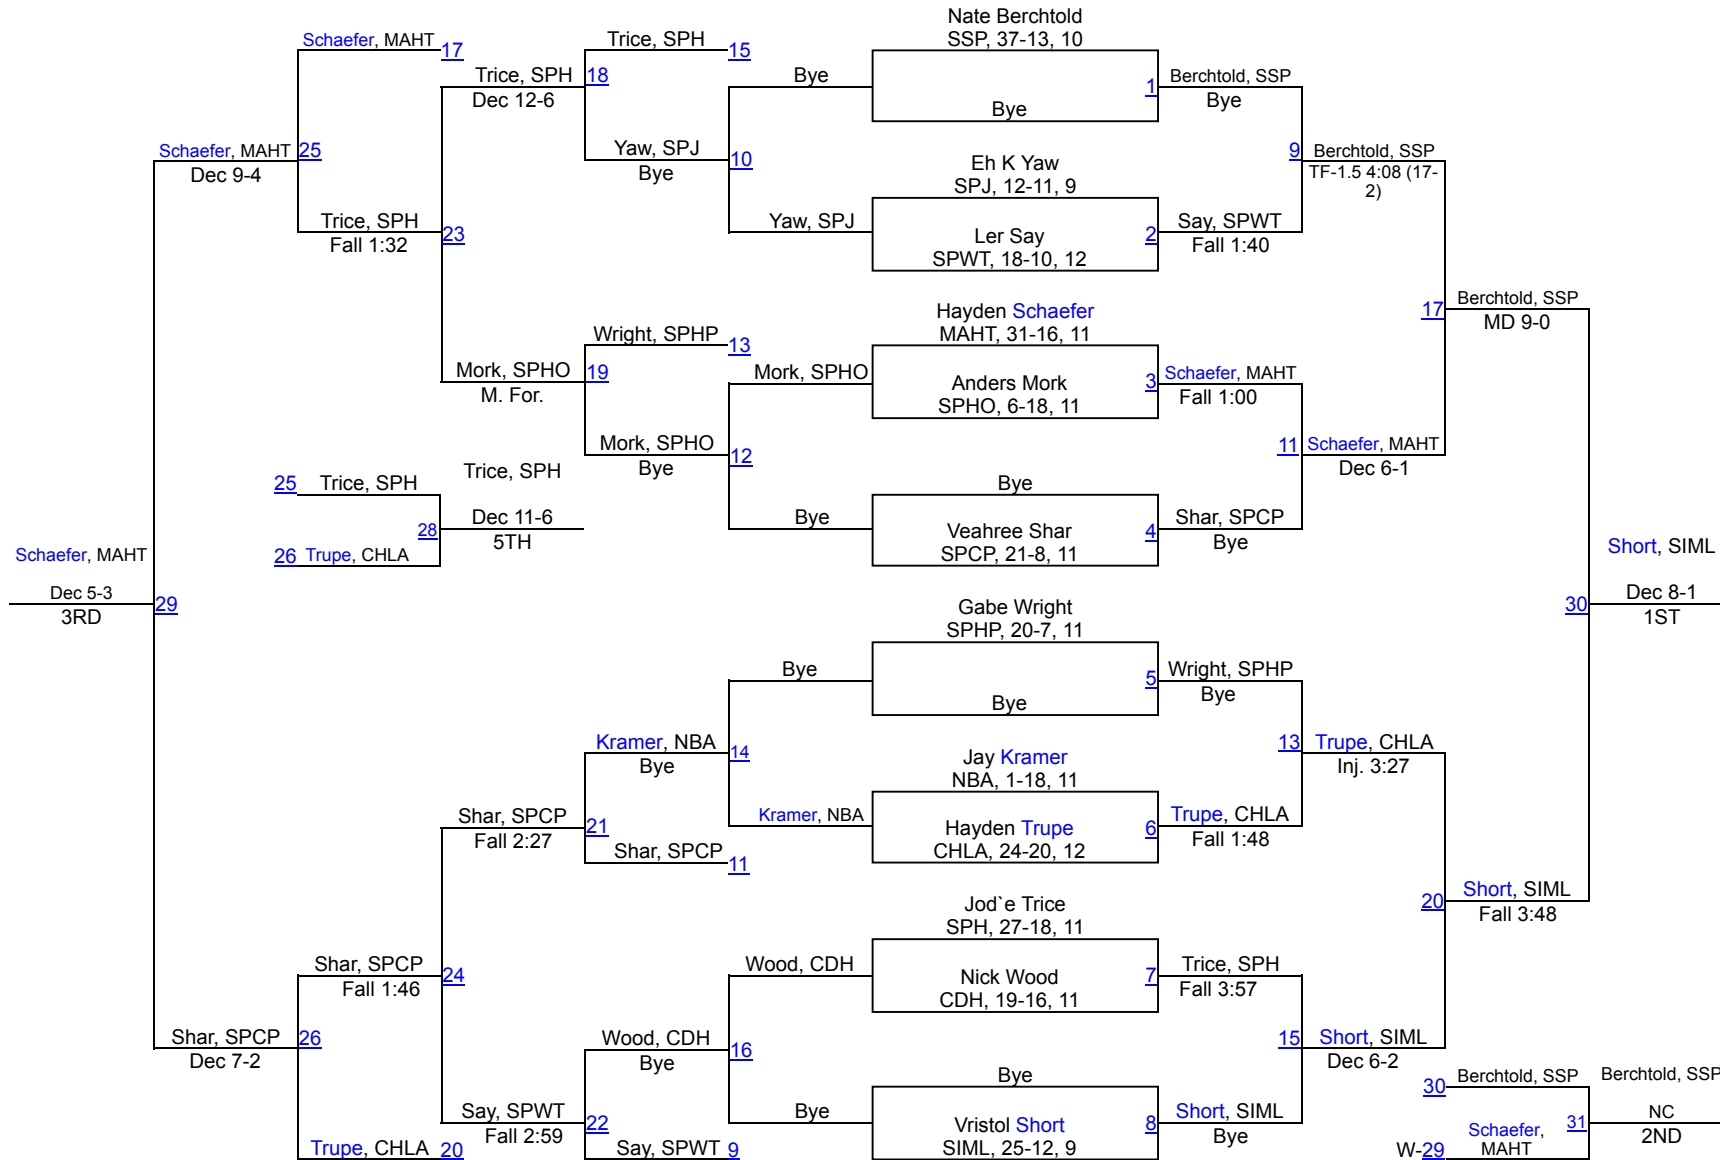 Nate Berchtold
SSP, 37-13, 10
Schaefer, MAHT 17
Trice, SPH 15
Trice, SPH 18
Dec 12-6
Bye
Bye
1 Berchtold, SSP
Bye
Schaefer, MAHT 25
Dec 9-4
Yaw, SPJ 10
Bye
Eh K Yaw
SPJ, 12-11, 9
9 Berchtold, SSP
TF-1.5 4:08 (17-
2)
Trice, SPH 23
Fall 1:32
Yaw, SPJ
Ler Say
SPWT, 18-10, 12
2 Say, SPWT
Fall 1:40
Hayden Schaefer
MAHT, 31-16, 11
17 Berchtold, SSP
MD 9-0
Wright, SPHP 13
Mork, SPHO 19
M. For.
Mork, SPHO
Anders Mork
SPHO, 6-18, 11
3 Schaefer, MAHT
Fall 1:00
Mork, SPHO 12
Bye
11 Schaefer, MAHT
Dec 6-1
25 Trice, SPH
Trice, SPH
28 Dec 11-6
5TH
26 Trupe, CHLA
Bye
Bye
Veahree Shar
SPCP, 21-8, 11
4 Shar, SPCP
Bye
Schaefer, MAHT
Dec 5-3 29
3RD
Short, SIML
30 Dec 8-1
1ST
Gabe Wright
SPHP, 20-7, 11
Bye
Bye
5 Wright, SPHP
Bye
Kramer, NBA 14
Bye
Jay Kramer
NBA, 1-18, 11
13 Trupe, CHLA
Inj. 3:27
Shar, SPCP 21
Fall 2:27
Kramer, NBA
Hayden Trupe
CHLA, 24-20, 12
6 Trupe, CHLA
Fall 1:48
Shar, SPCP 11
Jod`e Trice
SPH, 27-18, 11
20 Short, SIML
Fall 3:48
Shar, SPCP 24
Fall 1:46
Wood, CDH
Nick Wood
CDH, 19-16, 11
7 Trice, SPH
Fall 3:57
Shar, SPCP 26
Dec 7-2
Wood, CDH 16
Bye
15 Short, SIML
Dec 6-2
Bye
Say, SPWT 22
Fall 2:59
Bye
Vristol Short
SIML, 25-12, 9
8 Short, SIML
Bye
Trupe, CHLA 20
Say, SPWT 9
30 Berchtold, SSP
Berchtold, SSP
31 NC
2ND
W-29 Schaefer,
MAHT